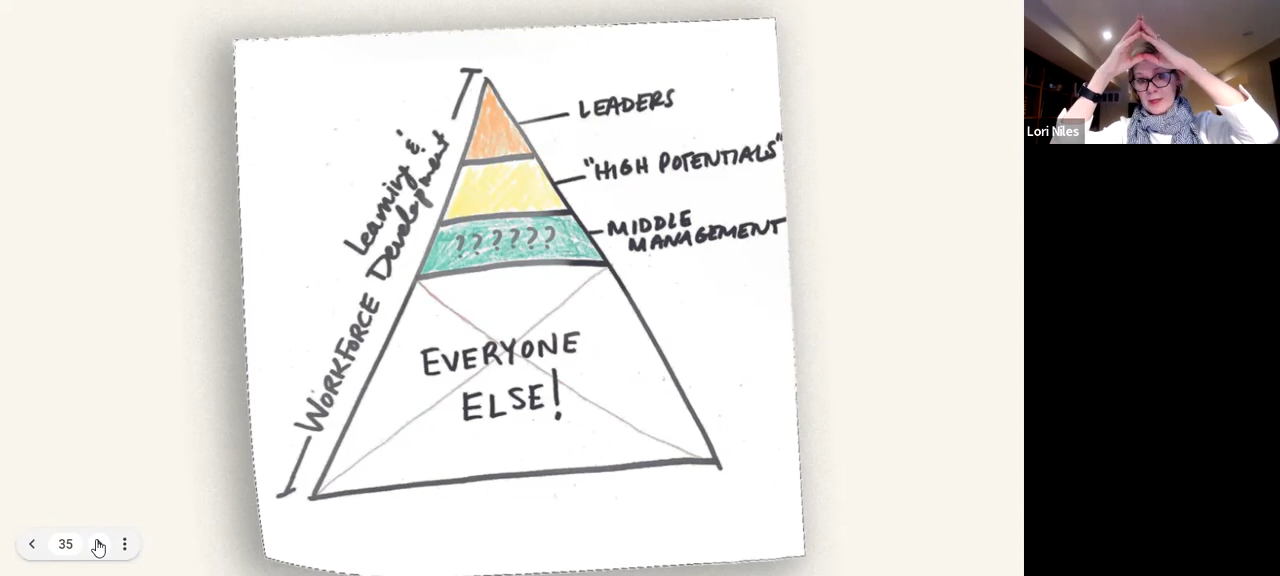 LEADERS
"HIGH POTENTIALS"
MIDDLE
MANAGEMENT
??????
EVERYONE
ELSE!
WORKFORCE Learning &
Development
Lori Niles
35